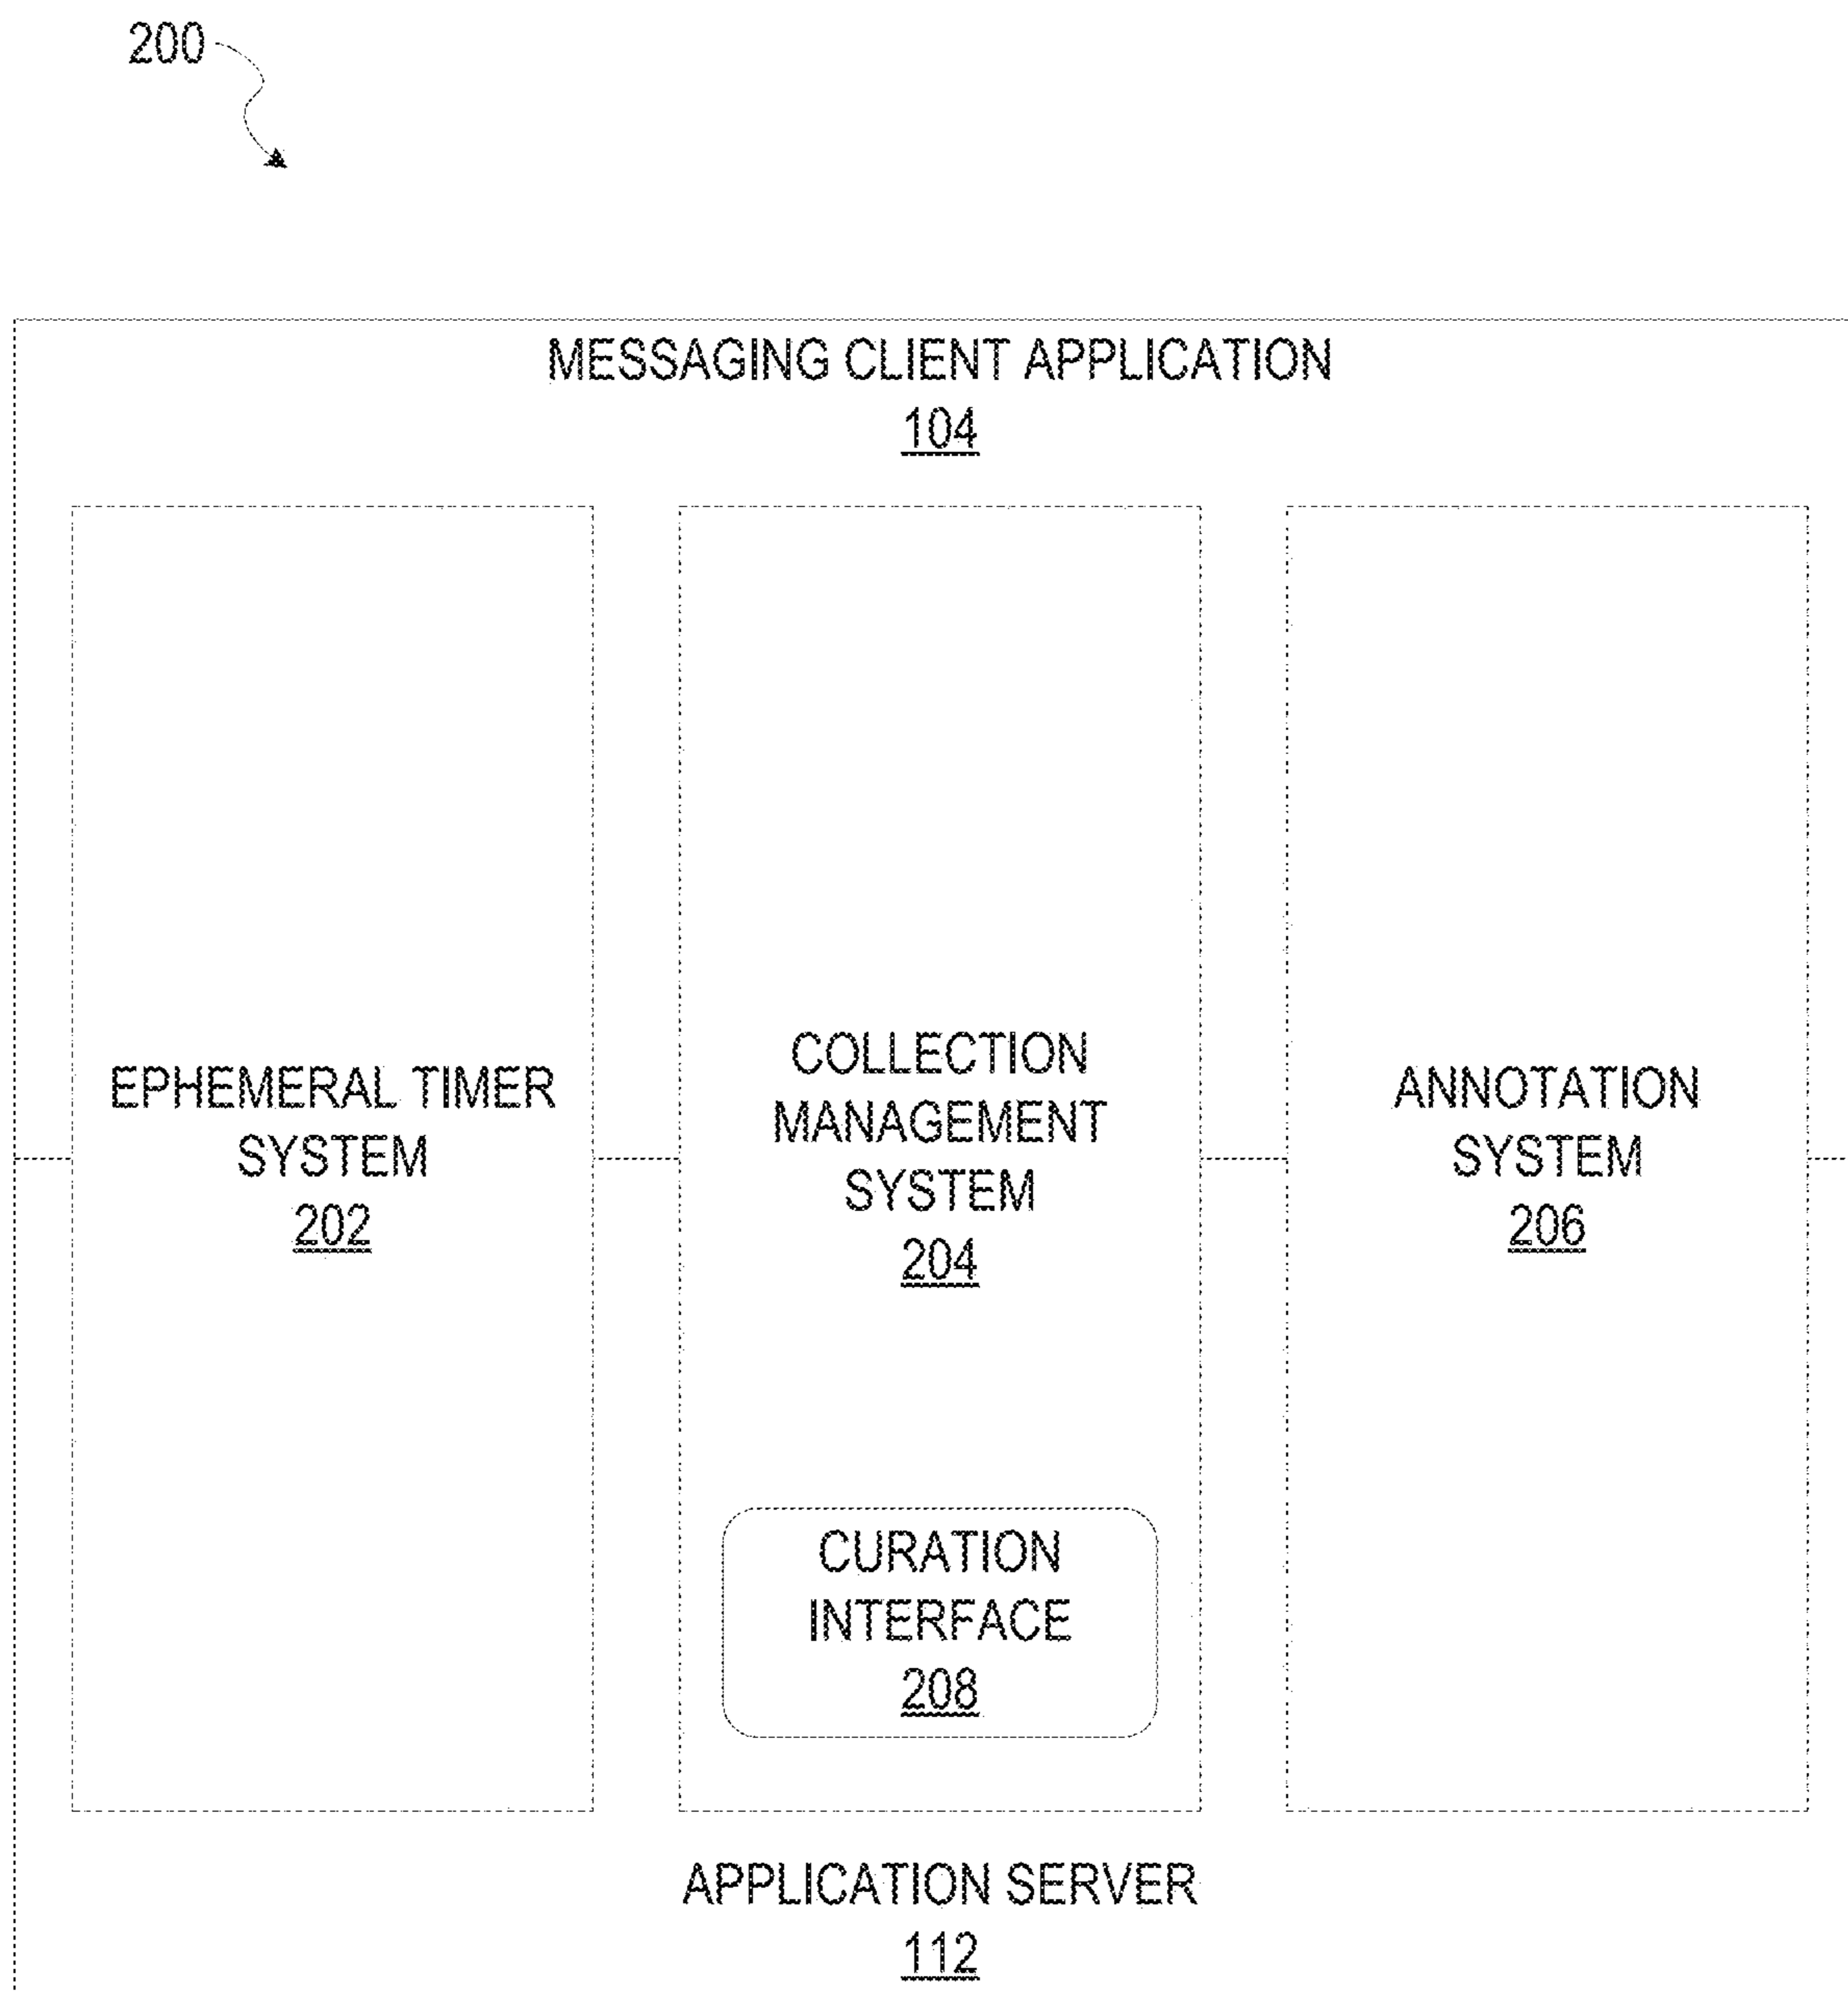 200
MESSAGING CLIENT APPLICATION
104
EPHEMERAL TIMER
SYSTEM
202
COLLECTION
MANAGEMENT
SYSTEM
204
ANNOTATION
SYSTEM
206
CURATION
INTERFACE
208
APPLICATION SERVER
112